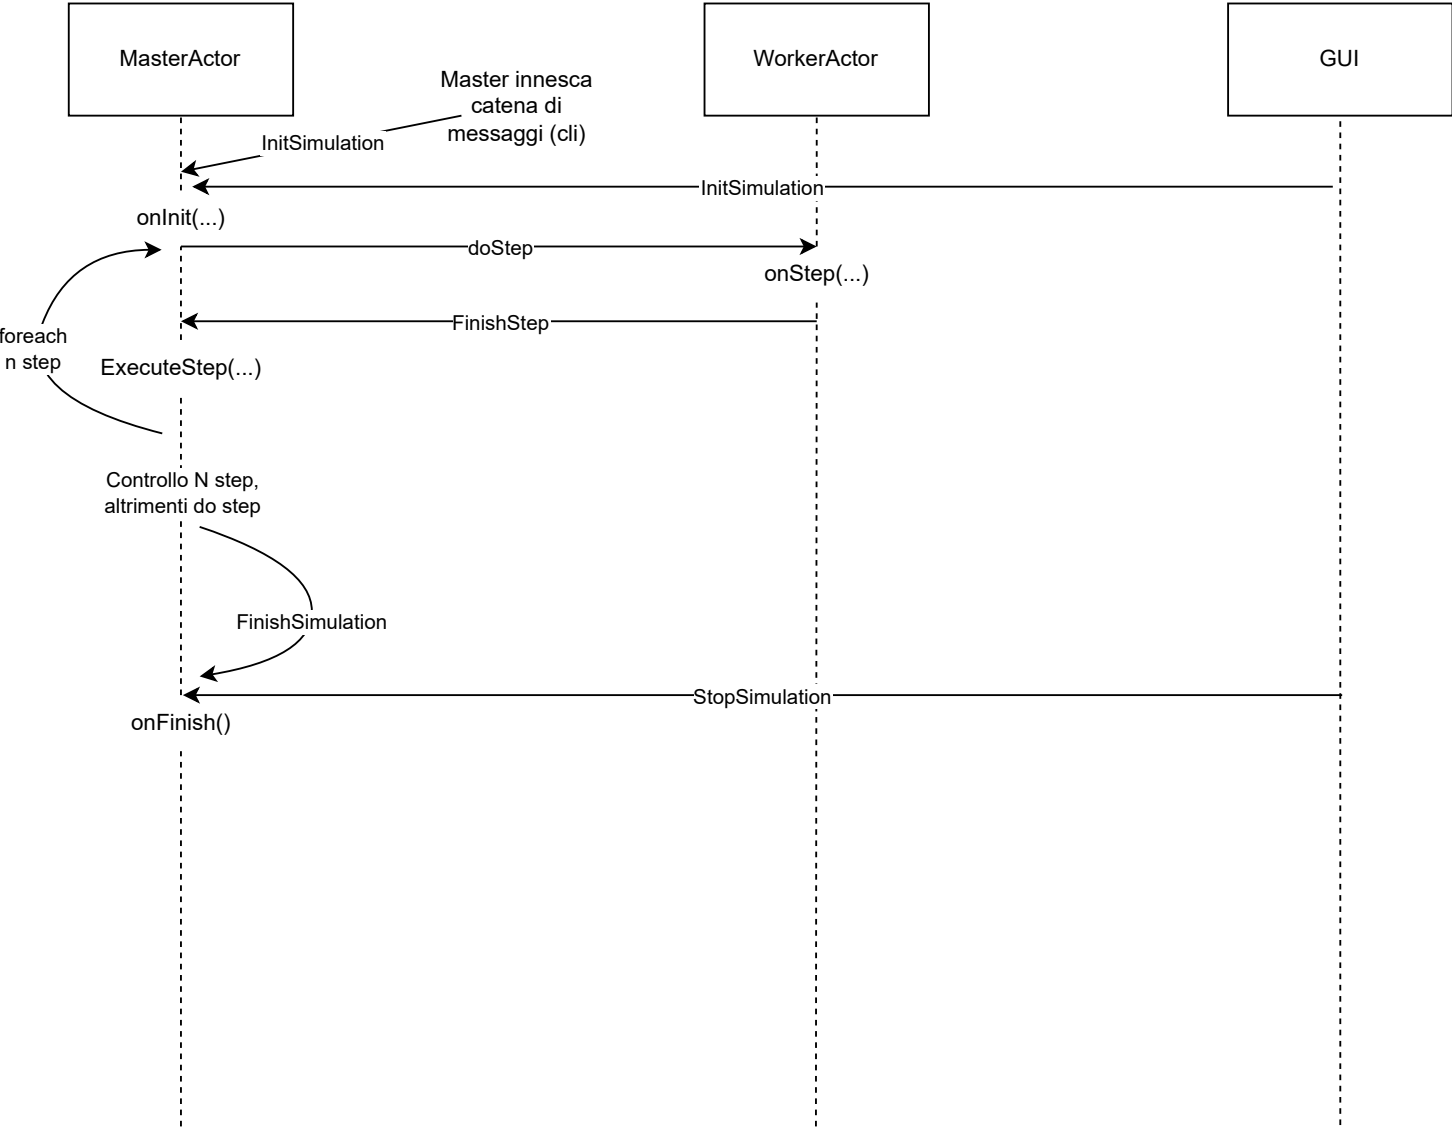 MasterActor
WorkerActor
GUI
Master innesca
catena di
messaggi (cli)
InitSimulation
InitSimulation
onInit(...)
doStep
onStep(...)
FinishStep
foreach
n step
ExecuteStep(...)
Controllo N step,
altrimenti do step
FinishSimulation
StopSimulation
onFinish()